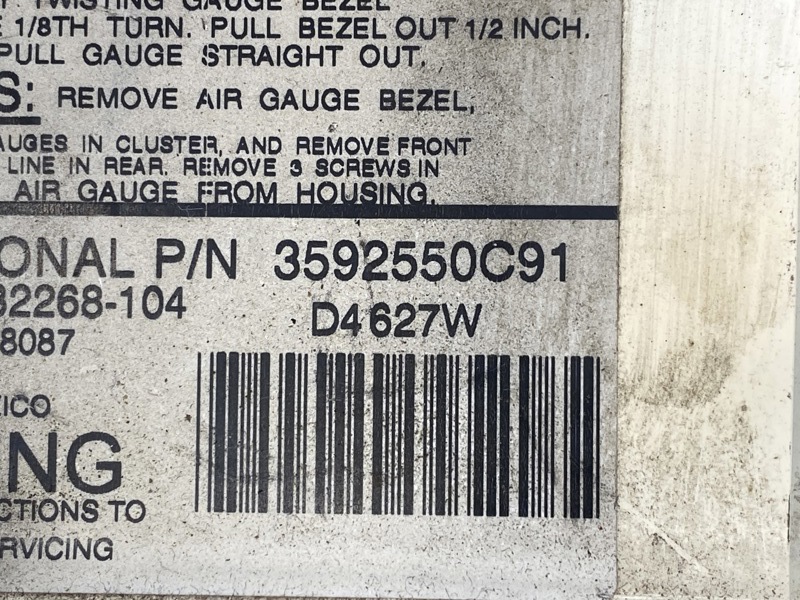 TWISTING GAUGE BEZEL
1/8TH TURN. PULL BEZEL OUT 1/2 INCH.
PULL GAUGE STRAIGHT OUT.
S: REMOVE AIR GAUGE BEZEL,
AUGES IN CLUSTER, AND REMOVE FRONT
LINE IN REAR. REMOVE 3 SCREWS IN
AIR GAUGE FROM HOUSING.
ONAL P/N 3592550C91
32268-104
D4627W
8087
ICO
NG
CTIONS TO
RVICING